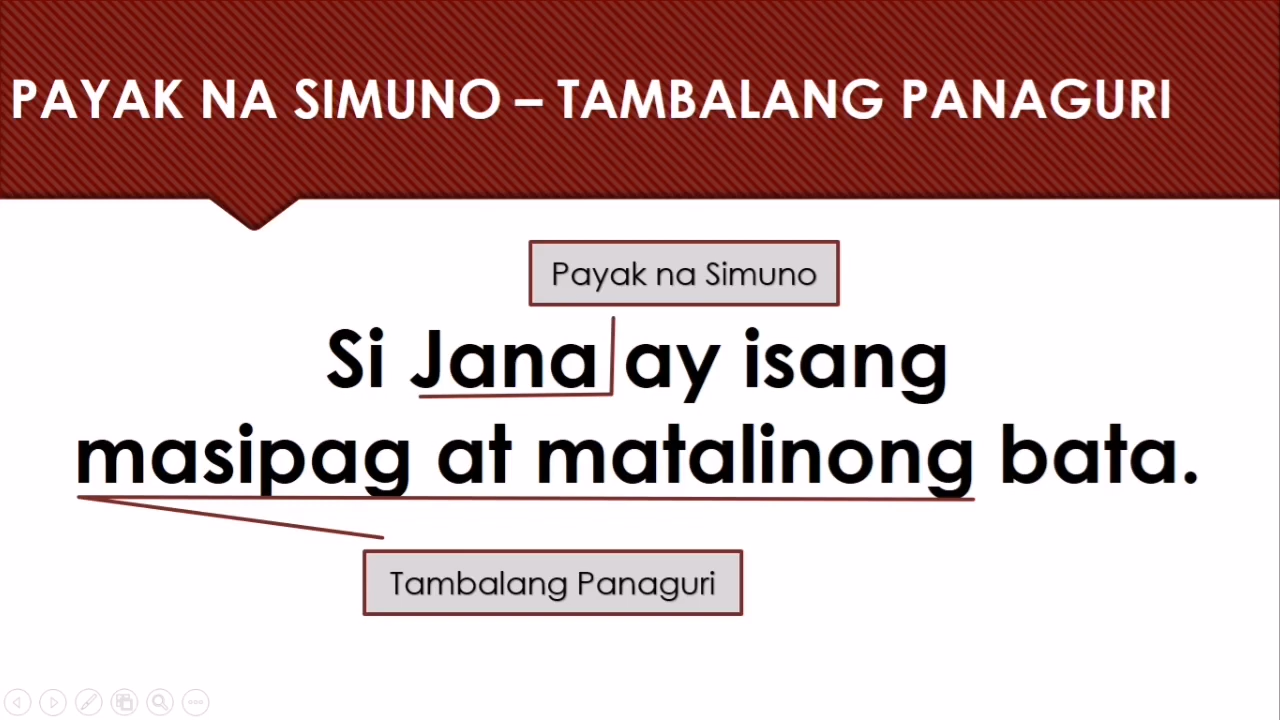 PAYAK NA SIMUNO – TAMBALANG PANAGURI
Payak na Simuno
Si Jana ay isang
masipag at matalinong bata.
Tambalang Panaguri